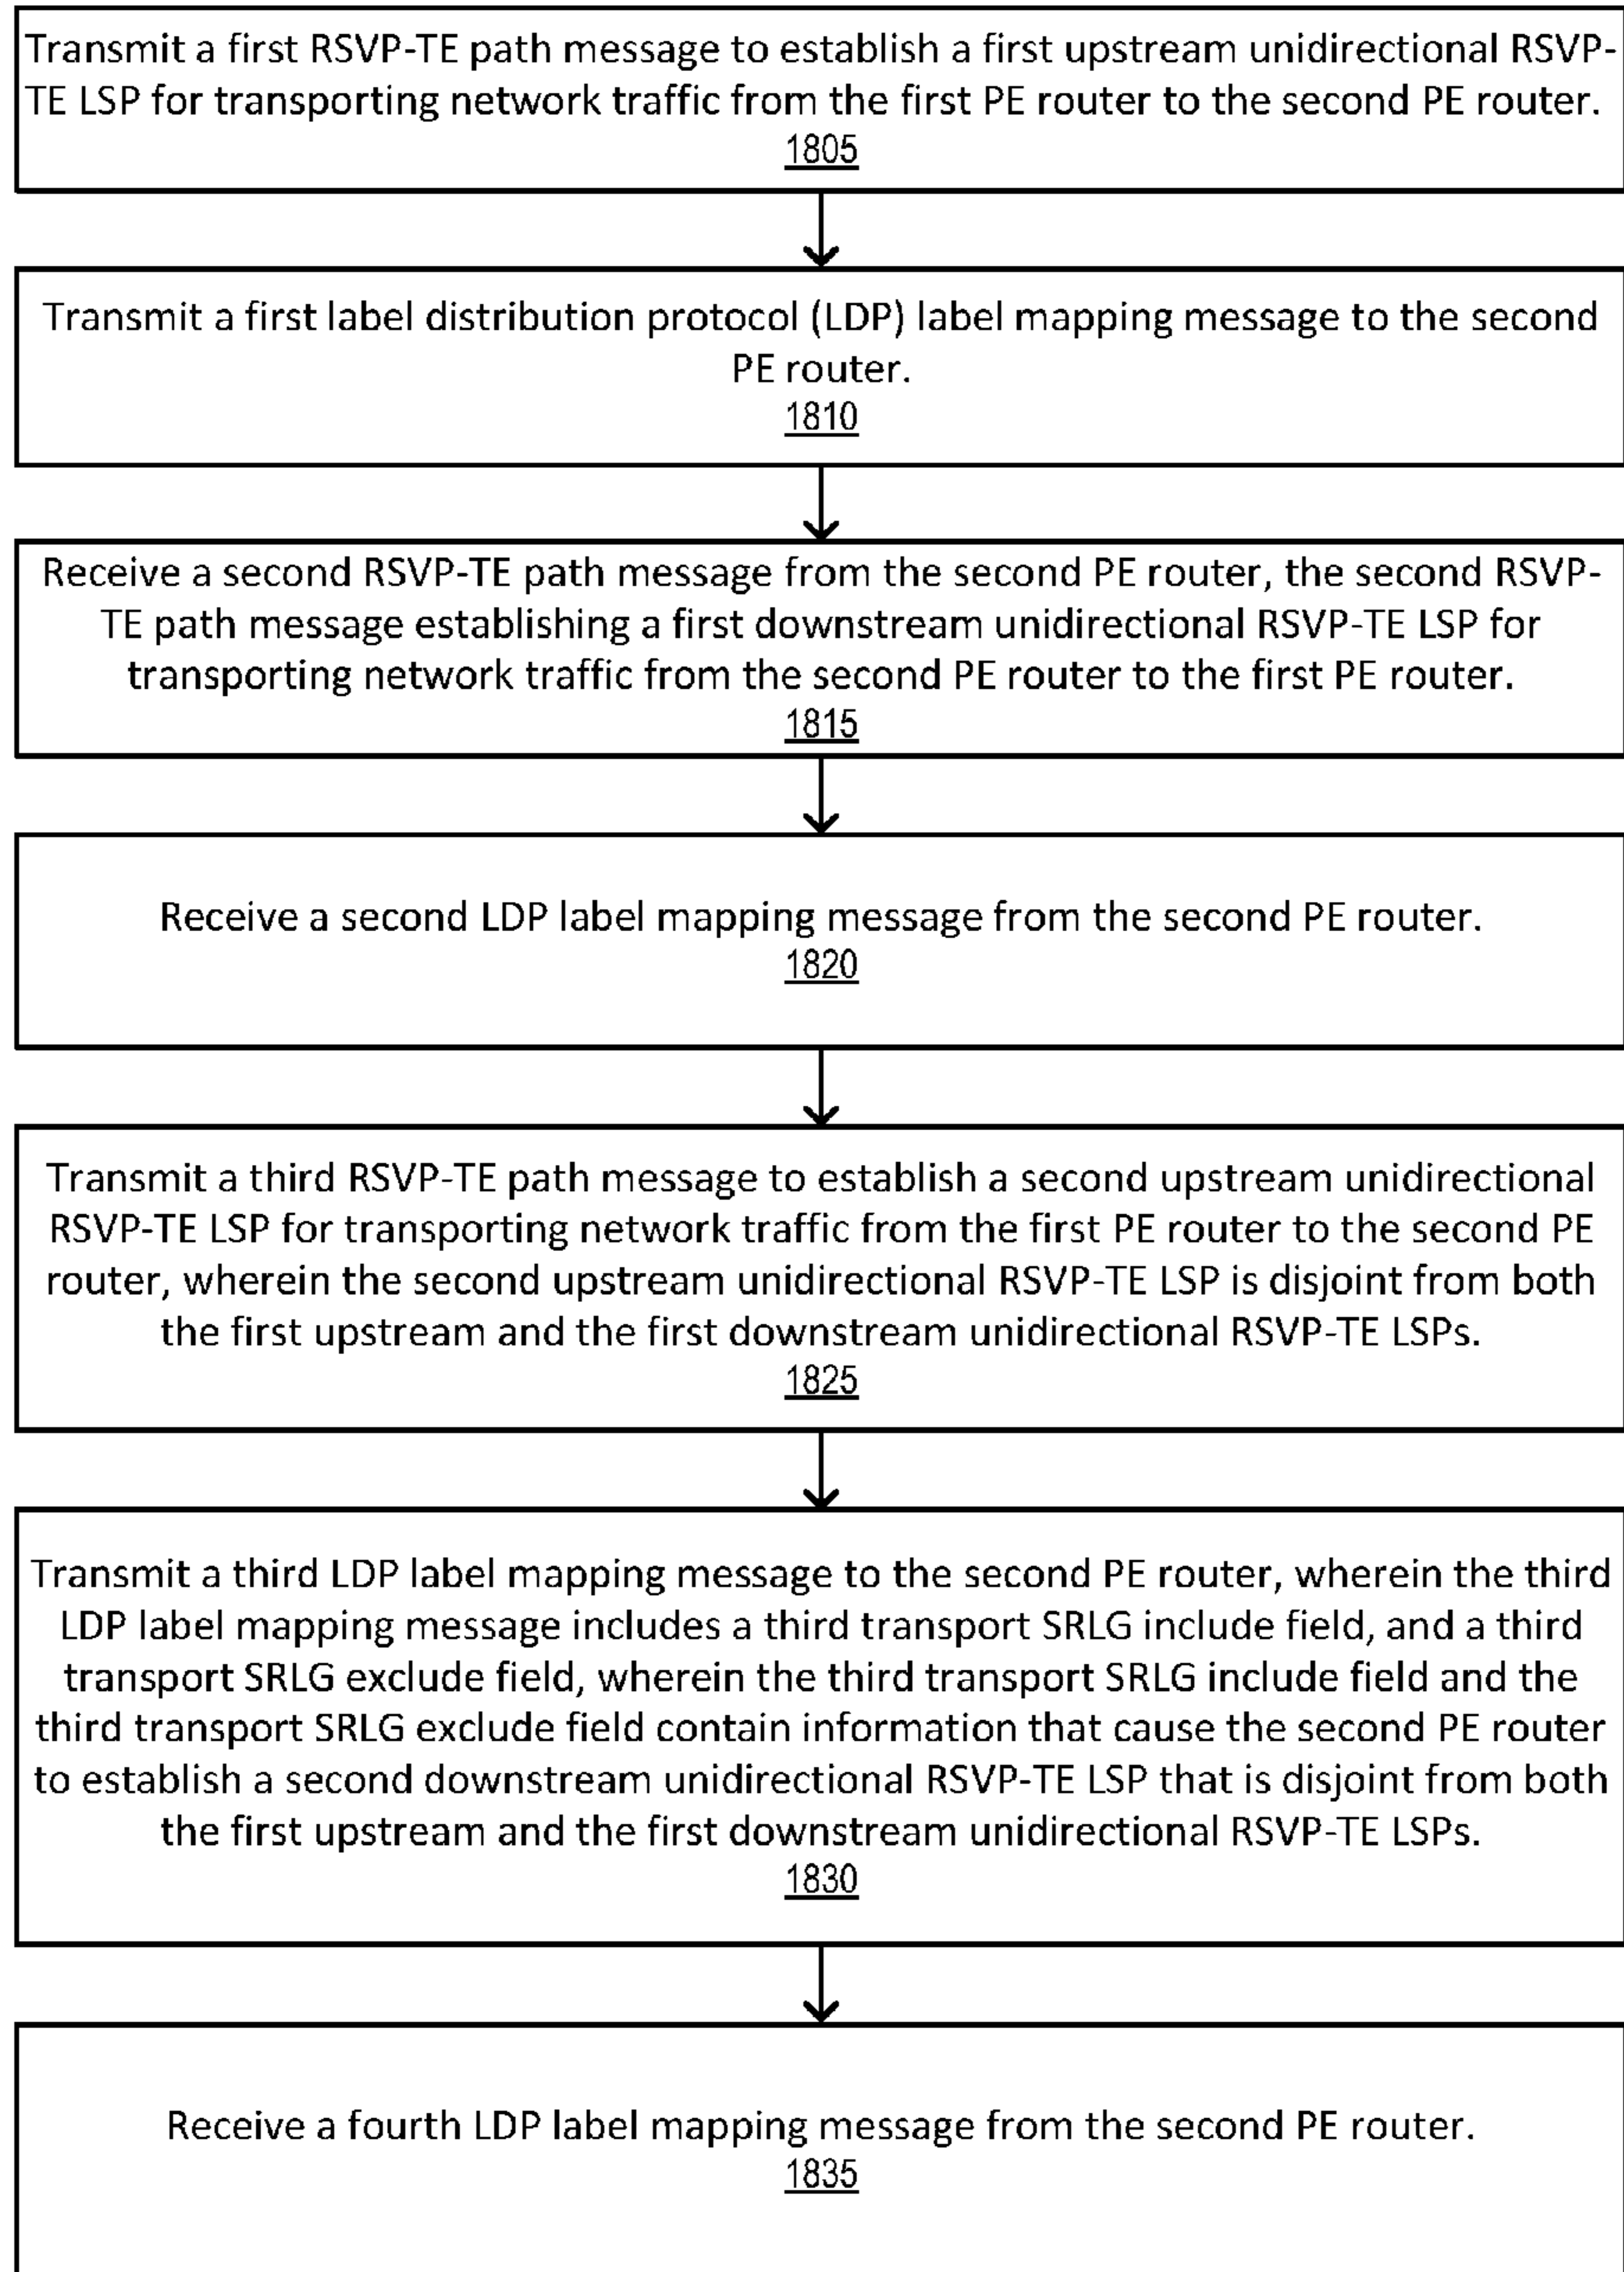 Transmit a first RSVP-TE path message to establish a first upstream unidirectional RSVP-
TE LSP for transporting network traffic from the first PE router to the second PE router.
1805
Transmit a first label distribution protocol (LDP) label mapping message to the second
PE router.
1810
Receive a second RSVP-TE path message from the second PE router, the second RSVP-
TE path message establishing a first downstream unidirectional RSVP-TE LSP for
transporting network traffic from the second PE router to the first PE router.
1815
Receive a second LDP label mapping message from the second PE router.
1820
Transmit a third RSVP-TE path message to establish a second upstream unidirectional
RSVP-TE LSP for transporting network traffic from the first PE router to the second PE
router, wherein the second upstream unidirectional RSVP-TE LSP is disjoint from both
the first upstream and the first downstream unidirectional RSVP-TE LSPs.
1825
Transmit a third LDP label mapping message to the second PE router, wherein the third
LDP label mapping message includes a third transport SRLG include field, and a third
transport SRLG exclude field, wherein the third transport SRLG include field and the
third transport SRLG exclude field contain information that cause the second PE router
to establish a second downstream unidirectional RSVP-TE LSP that is disjoint from both
the first upstream and the first downstream unidirectional RSVP-TE LSPs.
1830
Receive a fourth LDP label mapping message from the second PE router.
1835